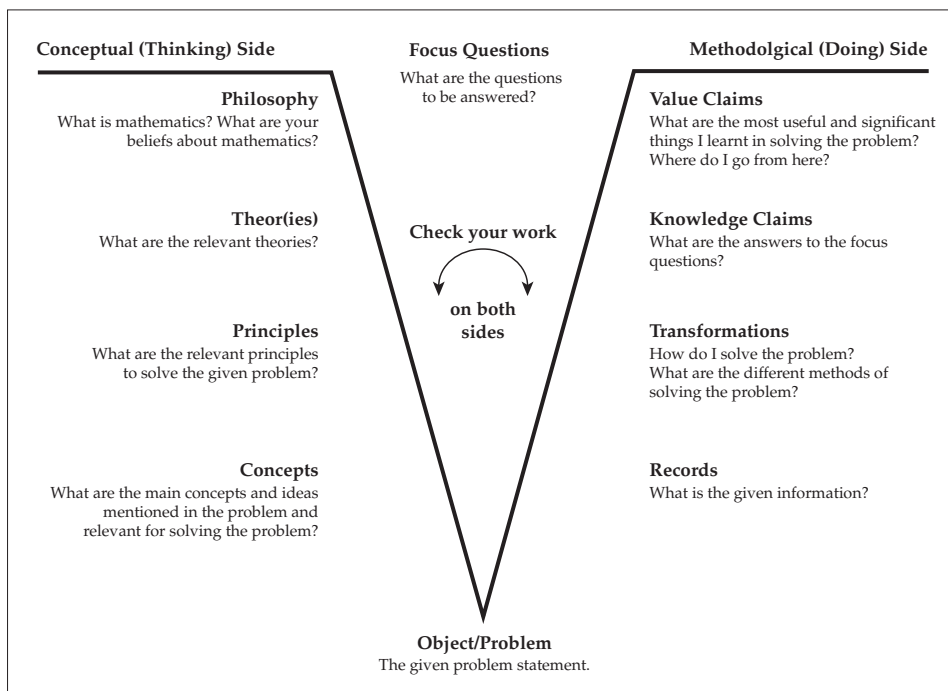 Conceptual (Thinking) Side
Focus Questions
What are the questions
to be answered?
Methodolgical (Doing) Side
Philosophy
What is mathematics? What are your
beliefs about mathematics?
Theor(ies)
What are the relevant theories?
Principles
What are the relevant principles
to solve the given problem?
Concepts
What are the main concepts and ideas
mentioned in the problem and
relevant for solving the problem?
Check your work
on both
sides
Value Claims
What are the most useful and significant
things I learnt in solving the problem?
Where do I go from here?
Knowledge Claims
What are the answers to the focus
questions?
Transformations
How do I solve the problem?
What are the different methods of
solving the problem?
Records
What is the given information?
Object/Problem
The given problem statement.